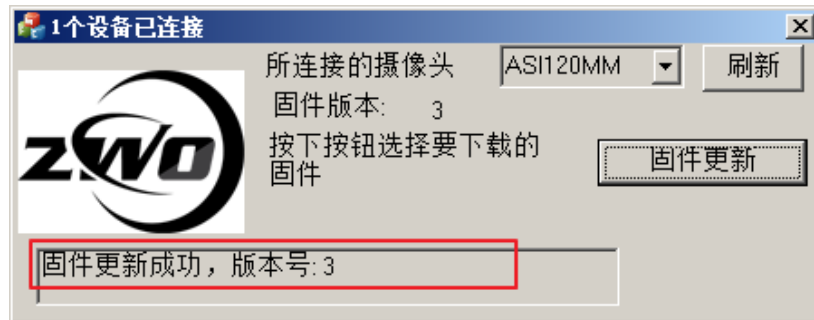 1个设备已连接
所连接的摄像头 ASI120MM 刷新
固件版本: 3
按下按钮选择要下载的
固件
固件更新
ZWO
固件更新成功，版本号:3